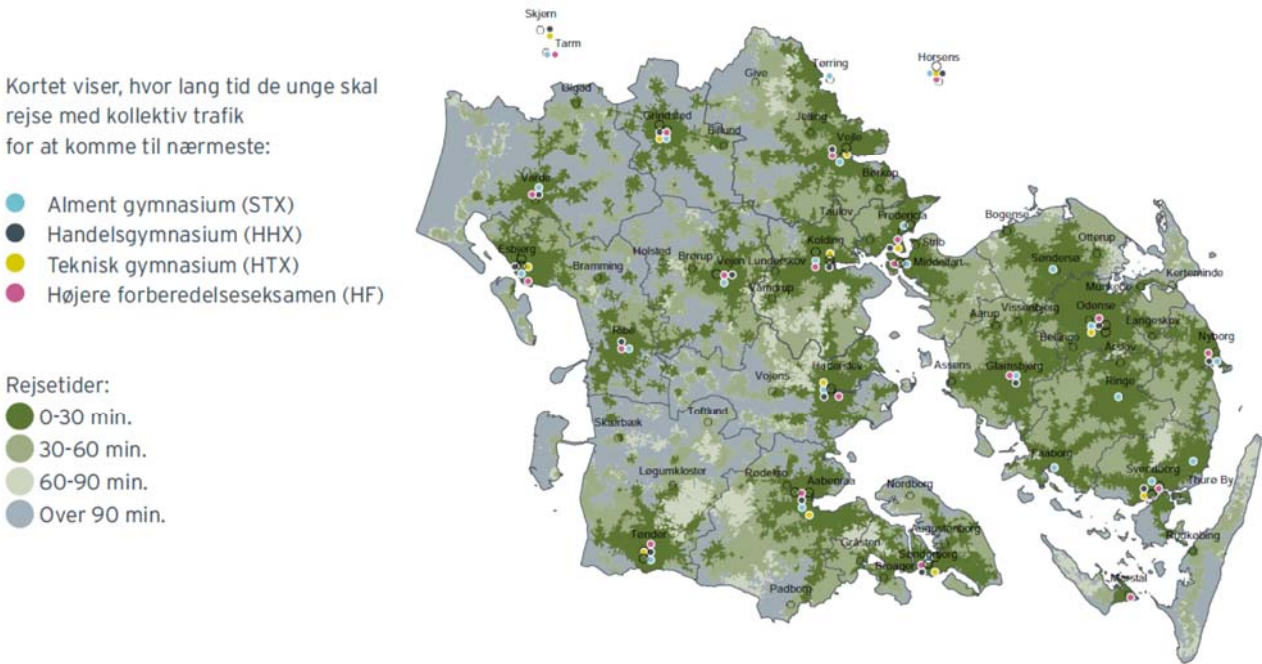 Kortet viser, hvor lang tid de unge skal
rejse med kollektiv trafik
for at komme til nærmeste:
Alment gymnasium (STX)
Handelsgymnasium (HHX)
Teknisk gymnasium (HTX)
Højere forberedelseseksamen (HF)
Rejsetider:
0-30 min.
30-60 min.
60-90 min.
Over 90 min.
Skjern
Tarm
Tørring
Horsens
Give
Ølgod
Grindsted
Billund
Jelling
Vejle
Varde
Børkop
Taulov
Fredericia
Bogense
Otterup
Esbjerg
Holsted
Brørup
Vejen
Lunderskov
Kolding
Strib
Middelfart
Søndersø
Munkebo
Kerteminde
Bramming
Vamdrup
Vissenbjerg
Aarup
Odense
Langeskov
Bellinge
Nyborg
Ribe
Årslev
Vojens
Haderslev
Assens
Glamsbjerg
Ringe
Toftlund
Skærbæk
Løgumkloster
Rødekro
Aabenraa
Nordborg
Faaborg
Svendborg
Thurø By
Tønder
Gråsten
Augustenborg
Sønderborg
Broager
Rudkøbing
Padborg
Marstal